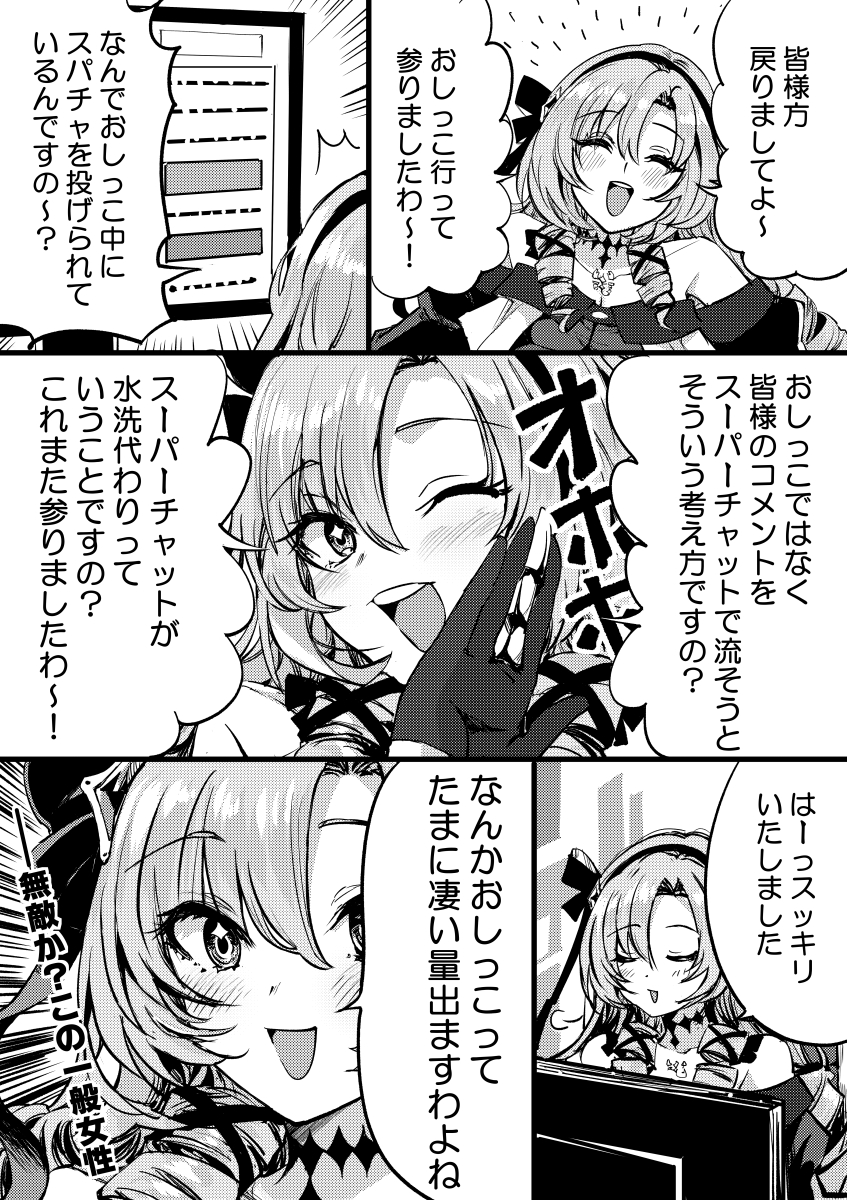 皆様方
戻りましてよ～
おしっこ行って
参りましたわ～！
なんでおしっこ中に
スパチャを投げられて
いるんですの～？
おしっこではなく
皆様のコメントを
スーパーチャットで流そうと
そういう考え方ですの？
オーホホホ
スーパーチャットが
水洗代わりって
いうことですの？
これまた参りましたわ～！
はーっスッキリ
いたしました
なんかおしっこって
たまに凄い量出ますわよね
無敵か？この一般女性